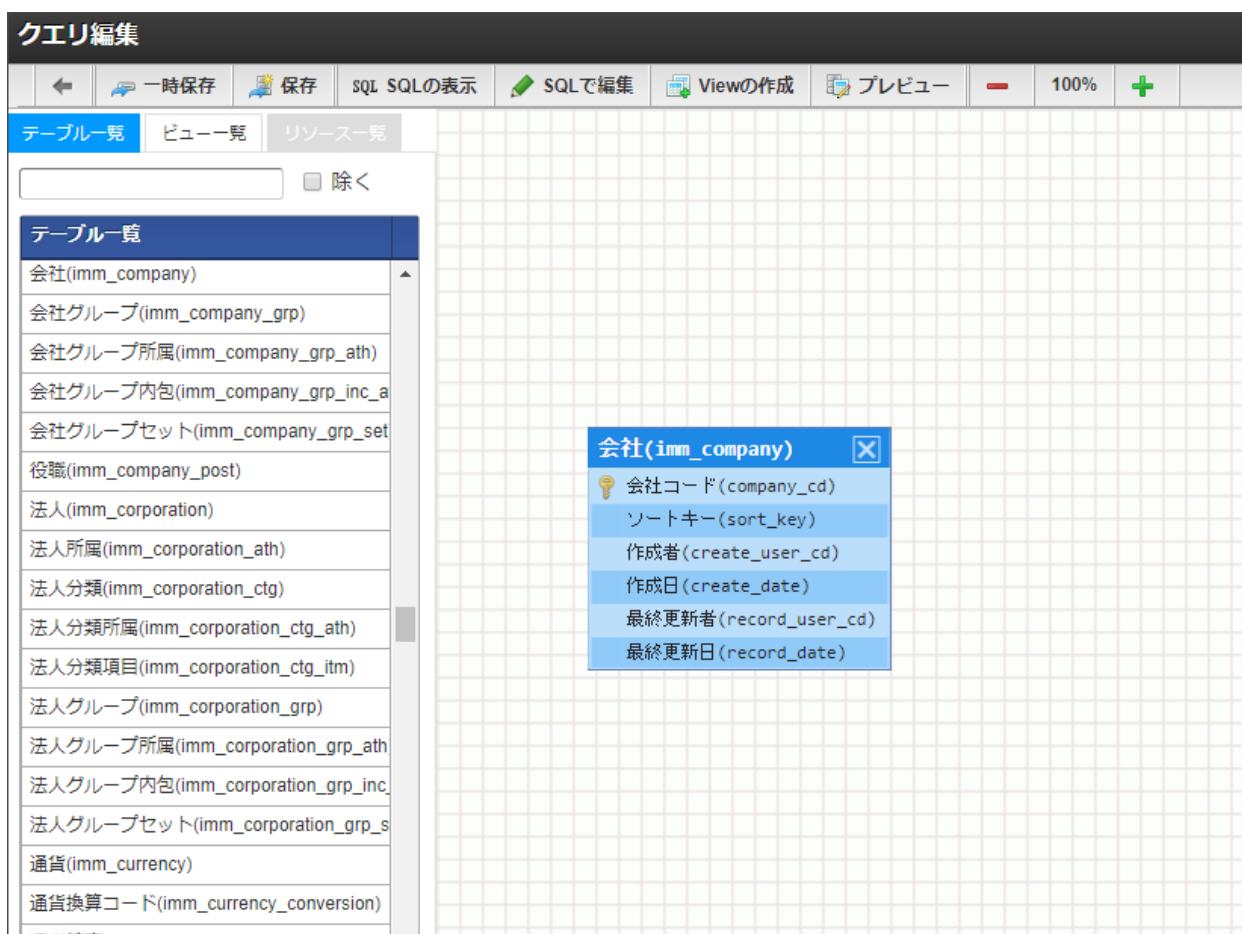 クエリ編集
一時保存 保存 SQL SQLの表示 SQLで編集 Viewの作成 プレビュー 100%
テーブル一覧 ビュー一覧 リソース一覧
除く
テーブル一覧
会社(imm_company)
会社グループ(imm_company_grp)
会社グループ所属(imm_company_grp_ath)
会社グループ内包(imm_company_grp_inc_a
会社グループセット(imm_company_grp_set
役職(imm_company_post)
法人(imm_corporation)
法人所属(imm_corporation_ath)
法人分類(imm_corporation_ctg)
法人分類所属(imm_corporation_ctg_ath)
法人分類項目(imm_corporation_ctg_itm)
法人グループ(imm_corporation_grp)
法人グループ所属(imm_corporation_grp_ath
法人グループ内包(imm_corporation_grp_inc_
法人グループセット(imm_corporation_grp_s
通貨(imm_currency)
通貨換算コード(imm_currency_conversion)
会社(imm_company)
会社コード(company_cd)
ソートキー(sort_key)
作成者(create_user_cd)
作成日(create_date)
最終更新者(record_user_cd)
最終更新日(record_date)